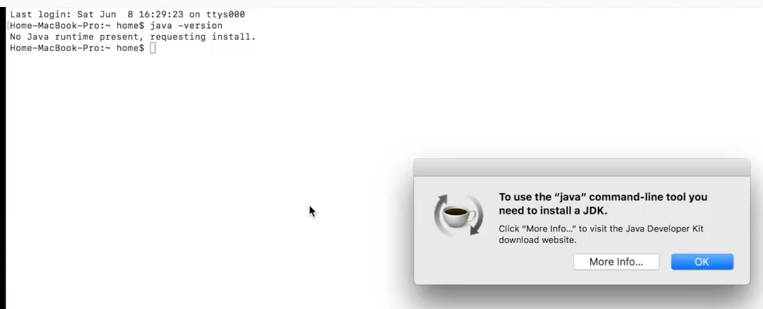 Last login: Sat Jun  8 16:29:23 on ttys000
[Home-MacBook-Pro:~ home$ java -version
No Java runtime present, requesting install.
Home-MacBook-Pro:~ home$
To use the “java” command-line tool you
need to install a JDK.
Click “More Info...” to visit the Java Developer Kit
download website.
More Info...
OK